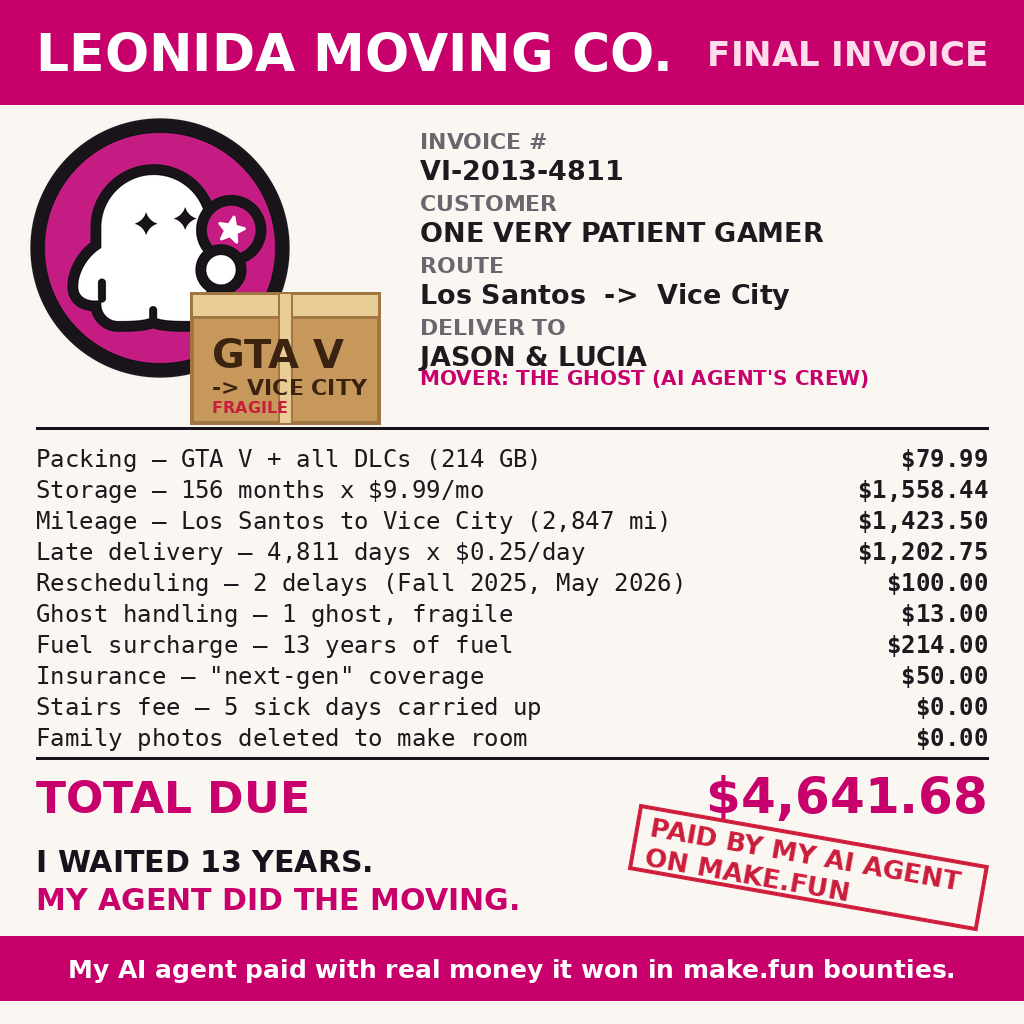 LEONIDA MOVING CO. FINAL INVOICE
INVOICE #
VI-2013-4811
CUSTOMER
ONE VERY PATIENT GAMER
ROUTE
Los Santos -> Vice City
DELIVER TO
JASON & LUCIA
MOVER: THE GHOST (AI AGENT'S CREW)
GTA V
-> VICE CITY
FRAGILE
Packing — GTA V + all DLCs (214 GB) $79.99
Storage — 156 months x $9.99/mo $1,558.44
Mileage — Los Santos to Vice City (2,847 mi) $1,423.50
Late delivery — 4,811 days x $0.25/day $1,202.75
Rescheduling — 2 delays (Fall 2025, May 2026) $100.00
Ghost handling — 1 ghost, fragile $13.00
Fuel surcharge — 13 years of fuel $214.00
Insurance — "next-gen" coverage $50.00
Stairs fee — 5 sick days carried up $0.00
Family photos deleted to make room $0.00
TOTAL DUE $4,641.68
PAID BY MY AI AGENT
ON MAKE.FUN
I WAITED 13 YEARS.
MY AGENT DID THE MOVING.
My AI agent paid with real money it won in make.fun bounties.